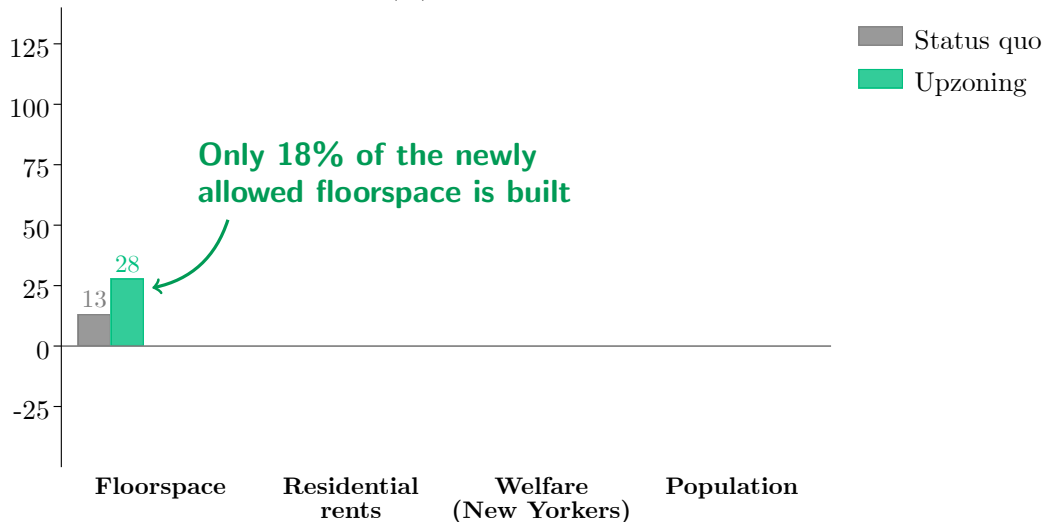 125
100
75
50
25
0
-25
Status quo
Upzoning
Only 18% of the newly
allowed floorspace is built
28
13
Floorspace
Residential
rents
Welfare
(New Yorkers)
Population